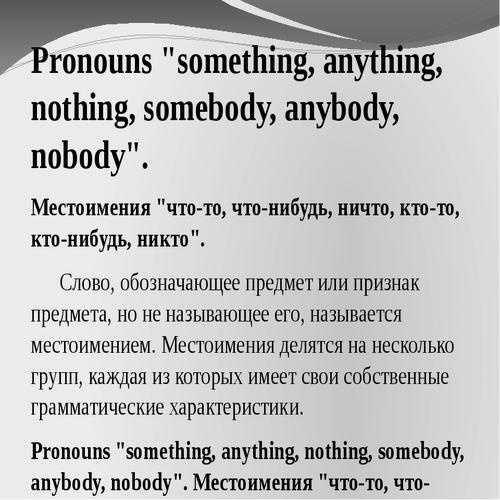 Pronouns "something, anything,
nothing, somebody, anybody,
nobody".
Местоимения "что-то, что-нибудь, ничто, кто-то,
кто-нибудь, никто".
Слово, обозначающее предмет или признак
предмета, но не называющее его, называется
местоимением. Местоимения делятся на несколько
групп, каждая из которых имеет свои собственные
грамматические характеристики.
Pronouns "something, anything, nothing, somebody,
anybody, nobody". Местоимения "что-то, что-